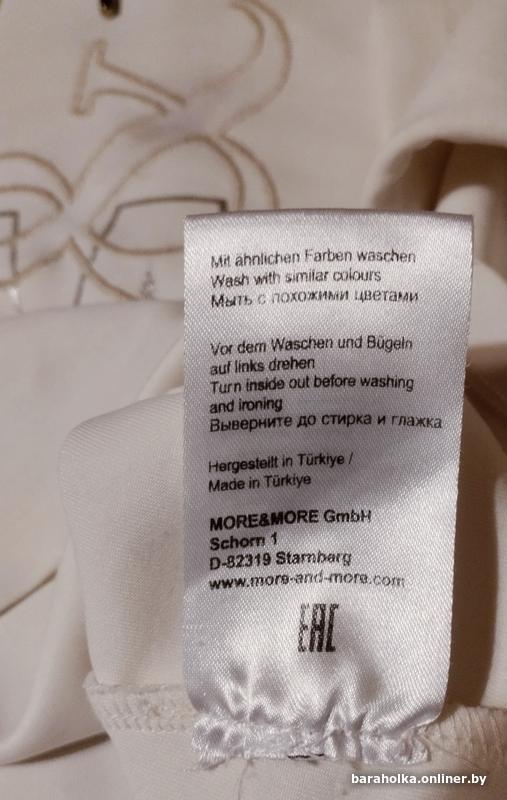 Mit ähnlichen Farben waschen
Wash with similar colours
Мыть с похожими цветами
Vor dem Waschen und Bügeln
auf links drehen
Turn inside out before washing
and ironing
Выверните до стирка и глажка
Hergestellt in Türkiye /
Made in Türkiye
MORE&MORE GmbH
Schorn 1
D-82319 Starnberg
www.more-and-more.com
EAC
baraholka.onliner.by